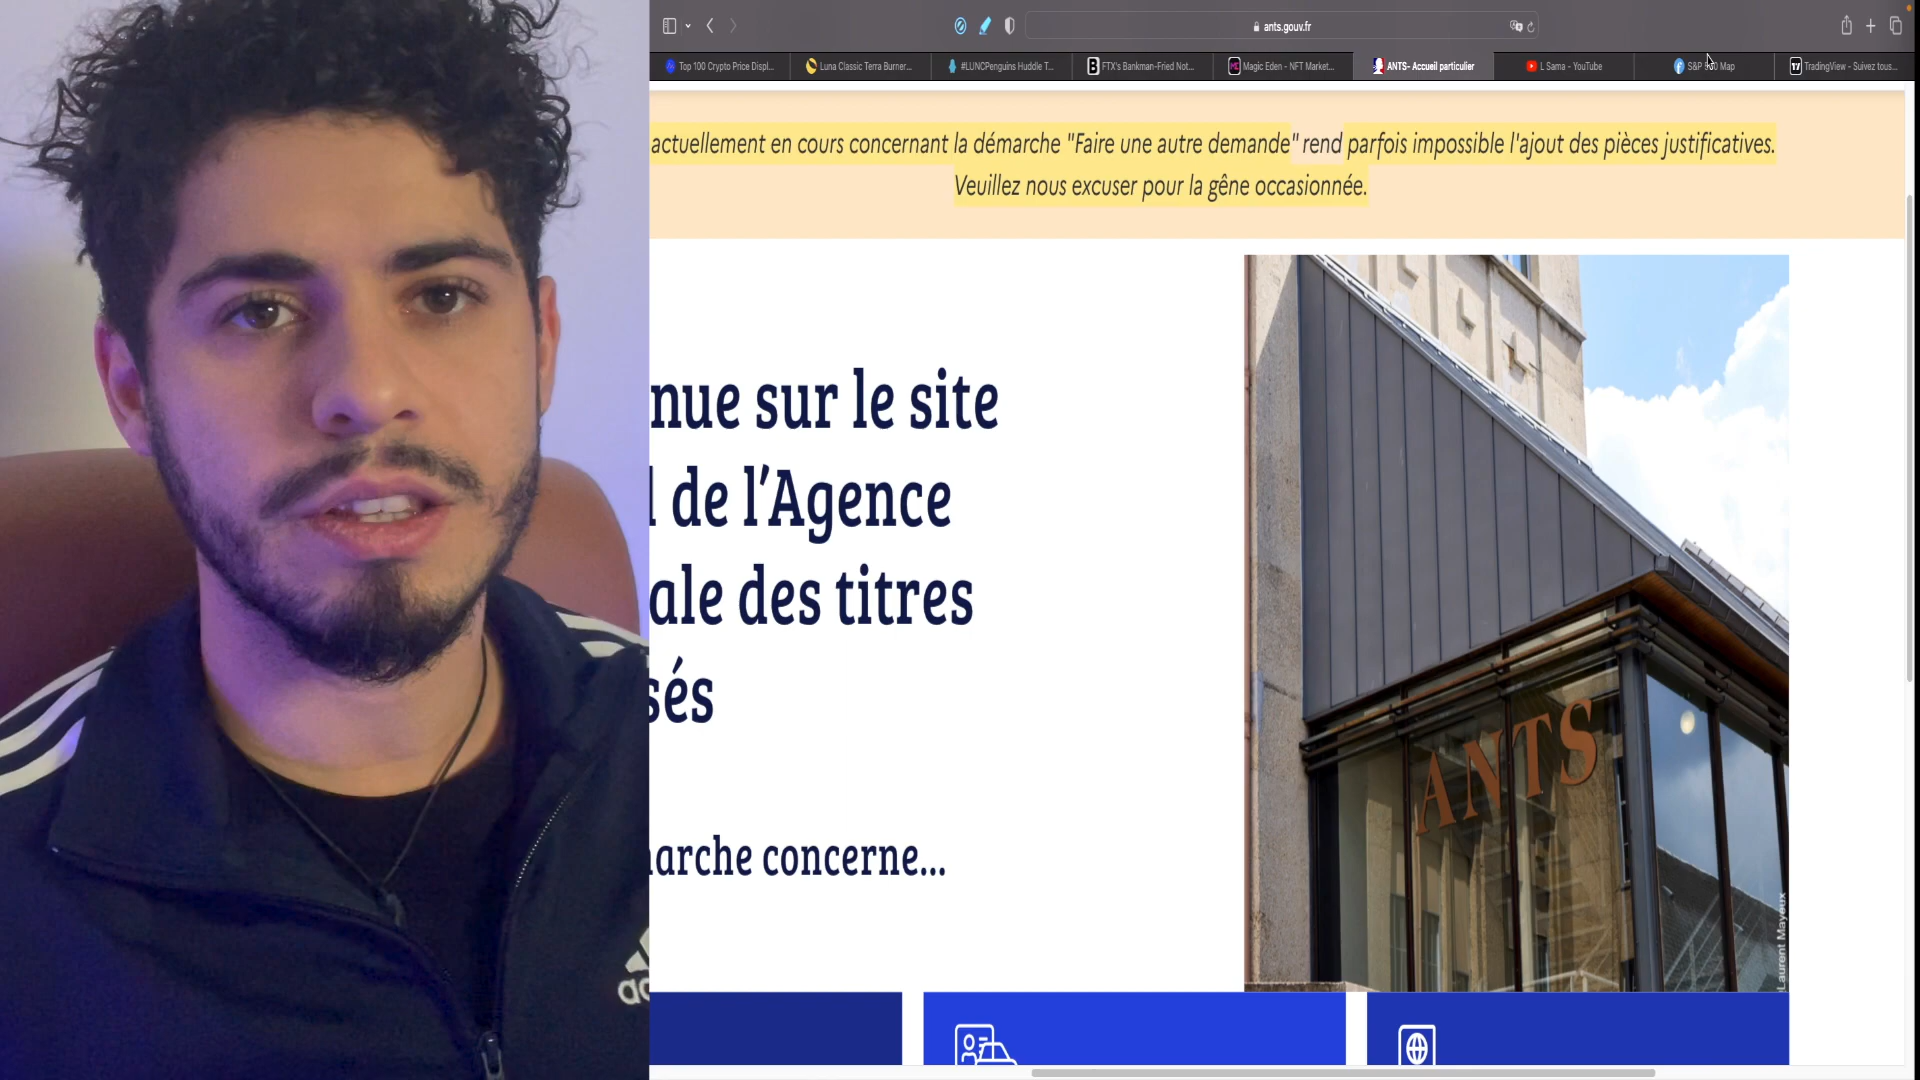 ants.gouv.fr
Top 100 Crypto Price Displ...
Luna Classic Terra Burner...
#LUNCPenguins Huddle T...
FTX's Bankman-Fried Not...
Magic Eden - NFT Market...
ANTS- Accueil particulier
L Sama - YouTube
S&P 500 Map
TradingView - Suivez tous...
actuellement en cours concernant la démarche "Faire une autre demande" rend parfois impossible l'ajout des pièces justificatives.
Veuillez nous excuser pour la gêne occasionnée.
nue sur le site
l de l'Agence
ale des titres
sés
arche concerne...
ANTS
Laurent Mayeux